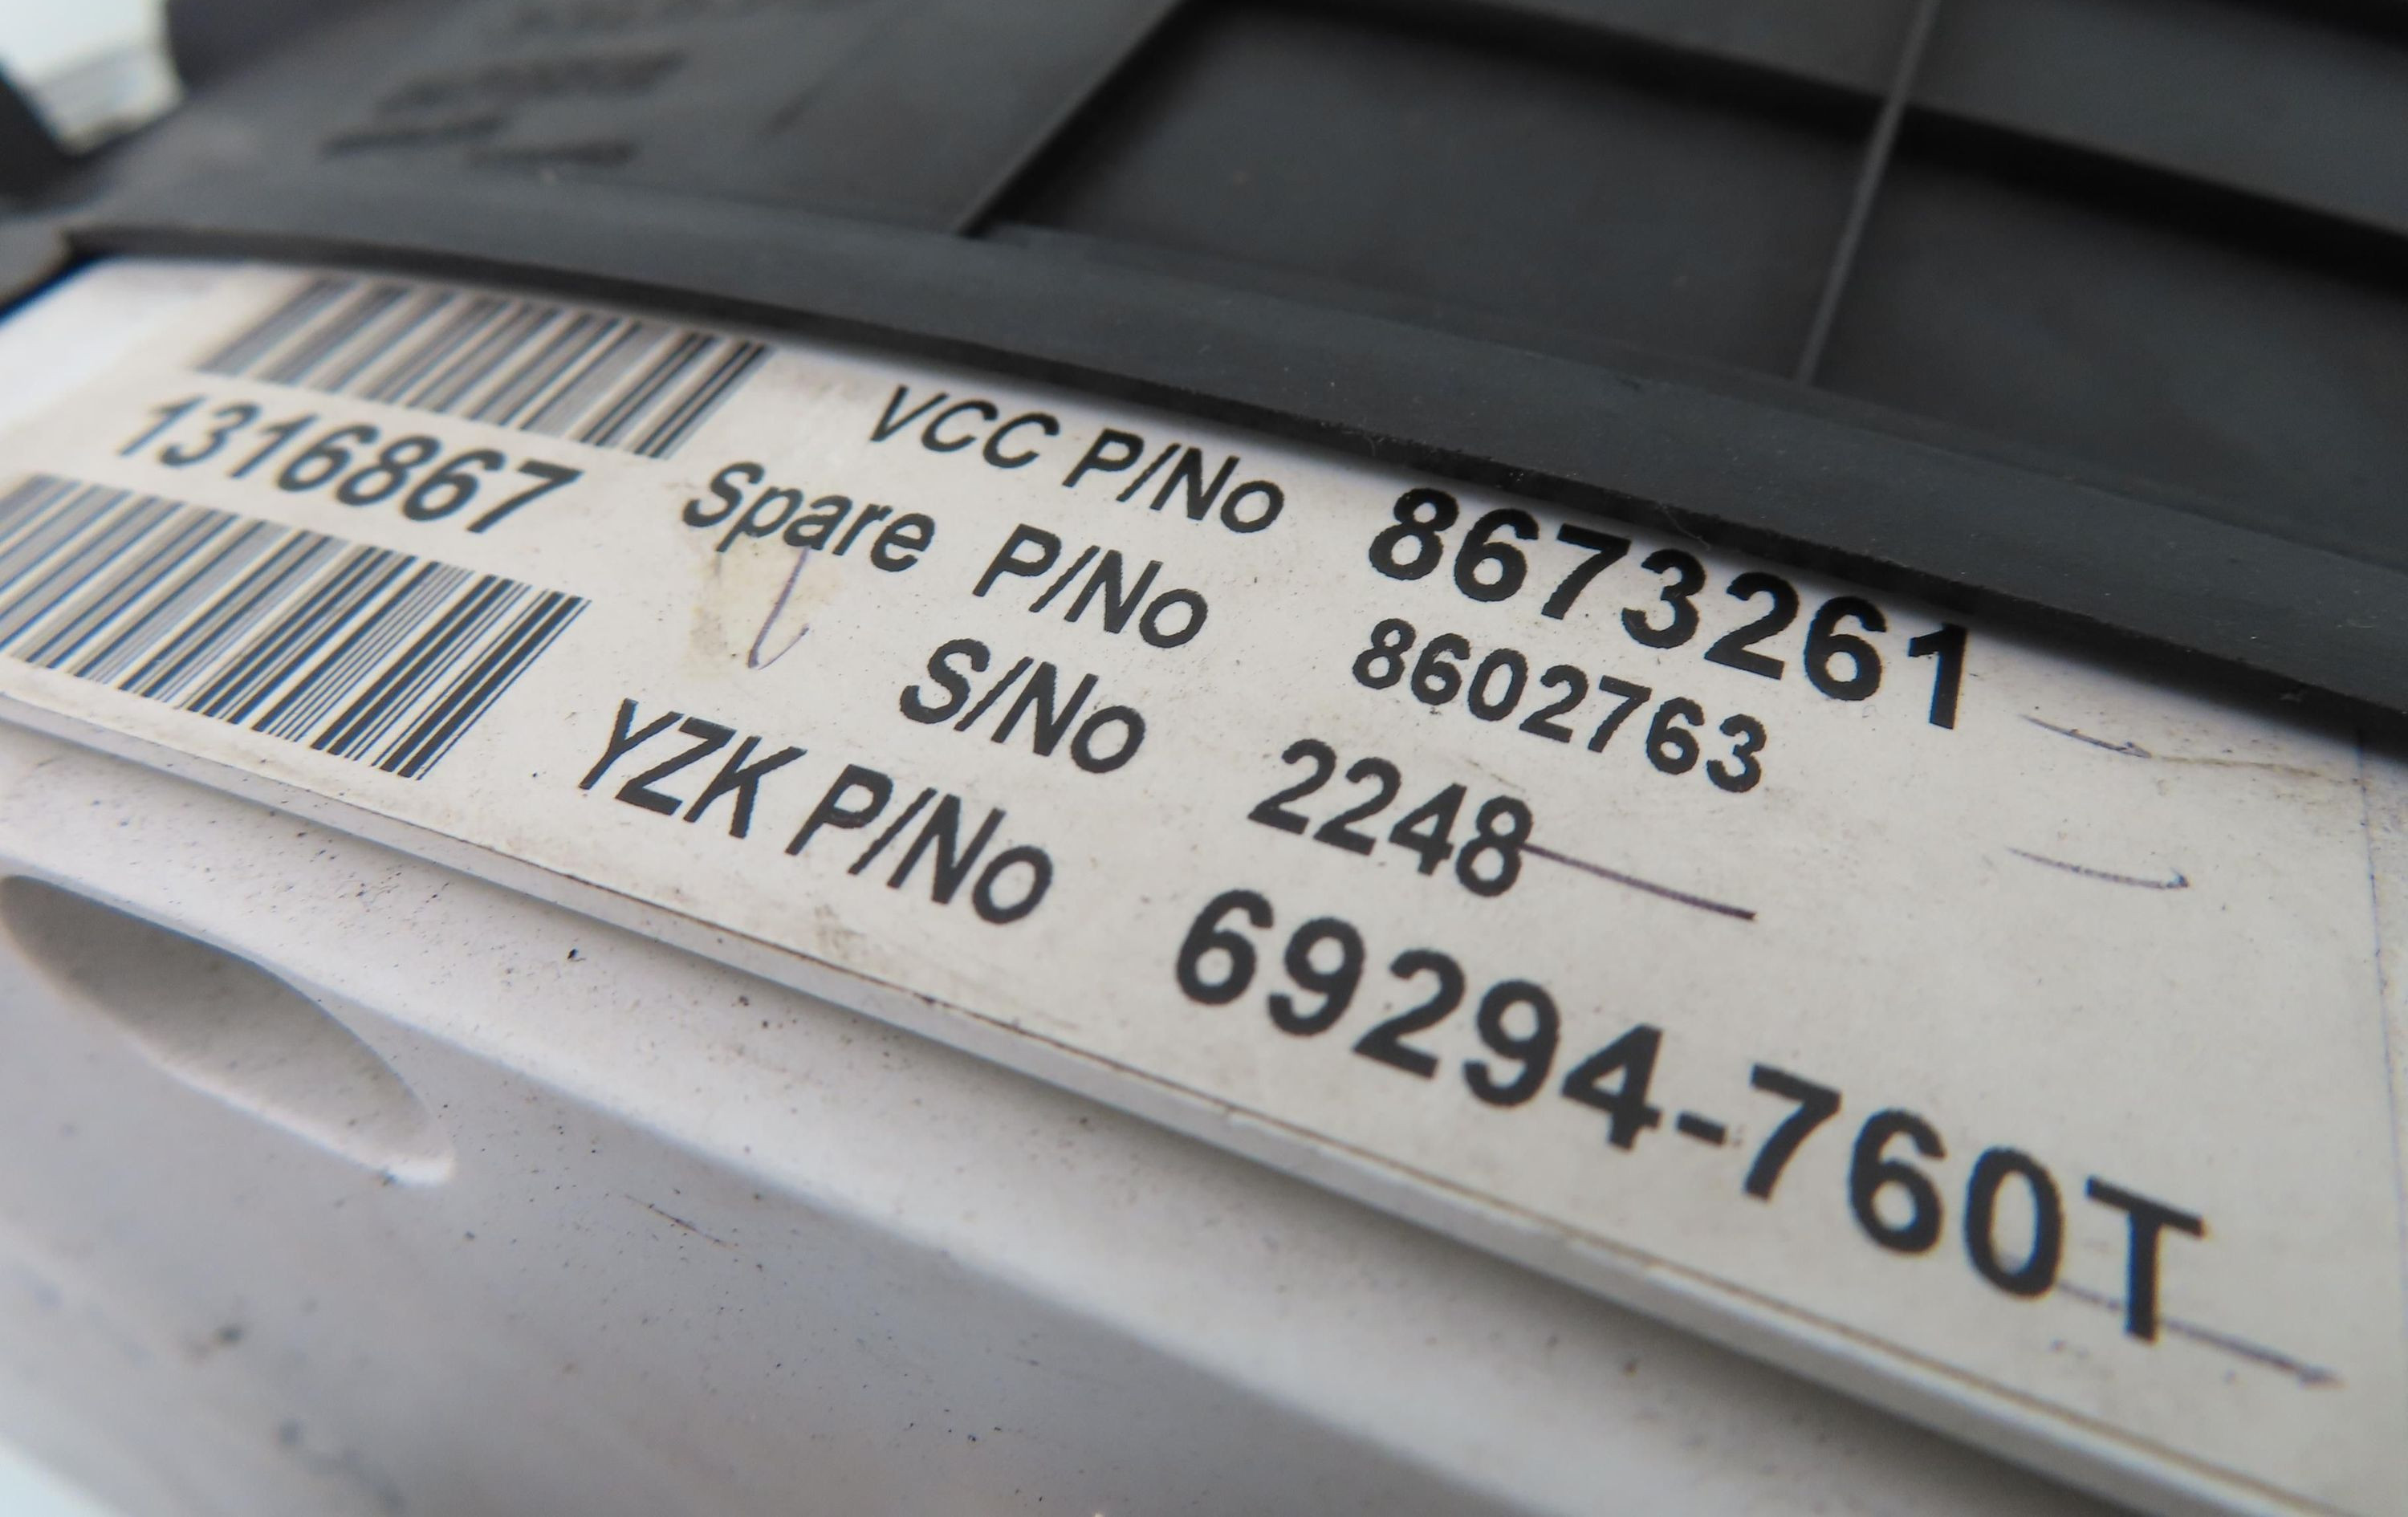 1316867
VCC P/No 8673261
Spare P/No 8602763
S/No 2248
YZK P/No 69294-760T